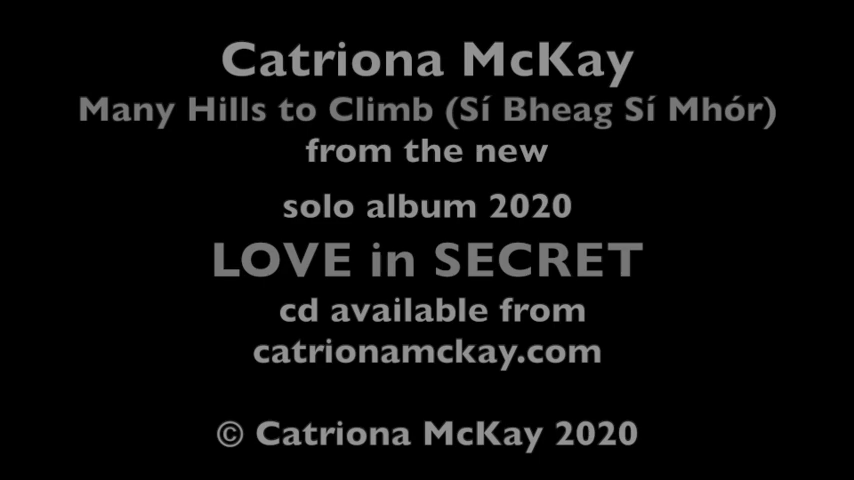 Catriona McKay
Many Hills to Climb (Sí Bheag Sí Mhór)
from the new
solo album 2020
LOVE in SECRET
cd available from
catrionamckay.com
© Catriona McKay 2020